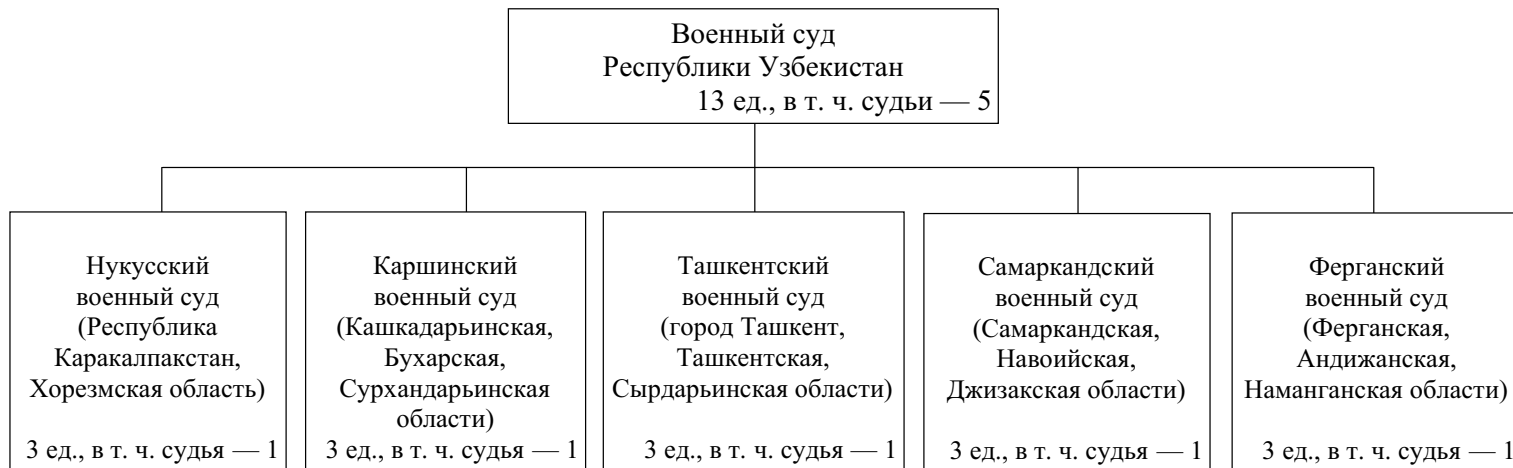 Военный суд
Республики Узбекистан
13 ед., в т. ч. судьи — 5
Нукусский
военный суд
(Республика
Каракалпакстан,
Хорезмская область)
3 ед., в т. ч. судья — 1
Каршинский
военный суд
(Кашкадарьинская,
Бухарская,
Сурхандарьинская
области)
3 ед., в т. ч. судья — 1
Ташкентский
военный суд
(город Ташкент,
Ташкентская,
Сырдарьинская области)
3 ед., в т. ч. судья — 1
Самаркандский
военный суд
(Самаркандская,
Навоийская,
Джизакская области)
3 ед., в т. ч. судья — 1
Ферганский
военный суд
(Ферганская,
Андижанская,
Наманганская области)
3 ед., в т. ч. судья — 1